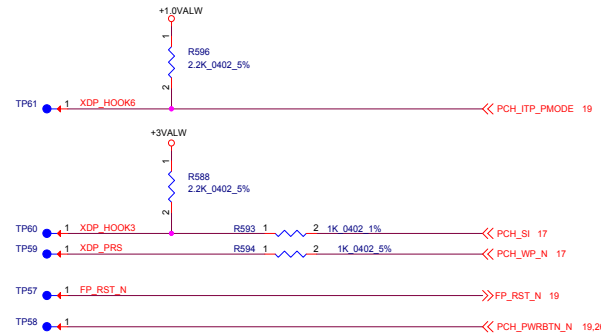 +1.0VALW
1
R596
2.2K_0402_5%
2
TP61 1 XDP_HOOK6 PCH_ITP_PMODE 19
+3VALW
1
R588
2.2K_0402_5%
2
TP60 1 XDP_HOOK3 R593 1 2 1K_0402_1% PCH_SI 17
TP59 1 XDP_PRS R594 1 2 1K_0402_5% PCH_WP_N 17
TP57 1 FP_RST_N FP_RST_N 19
TP58 1 PCH_PWRBTN_N